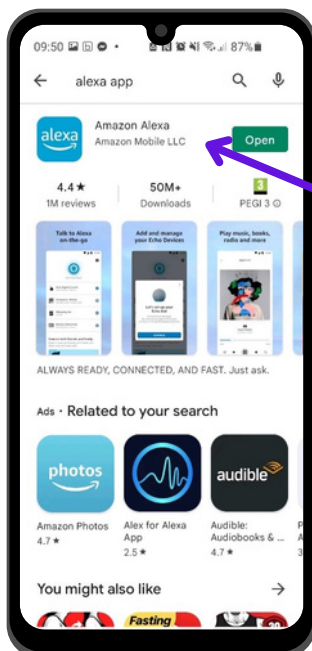 09:50 87%
alexa app
alexa
Amazon Alexa
Amazon Mobile LLC
Open
4.4★
1M reviews
50M+
Downloads
3
PEGI 3
Talk to Alexa
on-the-go
Add and manage
your Echo Devices
Play music, books,
radio and more
ALWAYS READY, CONNECTED, AND FAST. Just ask.
Ads · Related to your search
photos
audible
Amazon Photos
4.7 ★
Alex for Alexa
App
2.5 ★
Audible:
Audiobooks & ...
4.7 ★
P
A
3
You might also like
Fasting